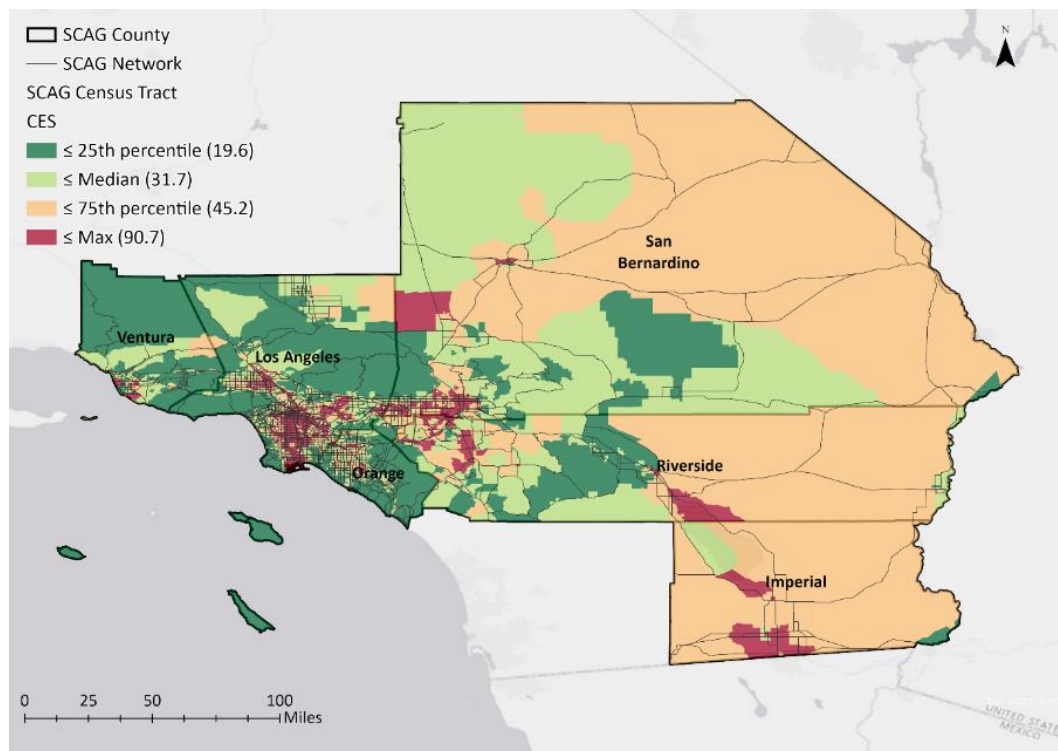 SCAG County
SCAG Network
SCAG Census Tract
CES
≤ 25th percentile (19.6)
≤ Median (31.7)
≤ 75th percentile (45.2)
≤ Max (90.7)
N
San
Bernardino
Ventura
Los Angeles
Orange
Riverside
Imperial
0 25 50 100
Miles
UNITED STATES
MEXICO